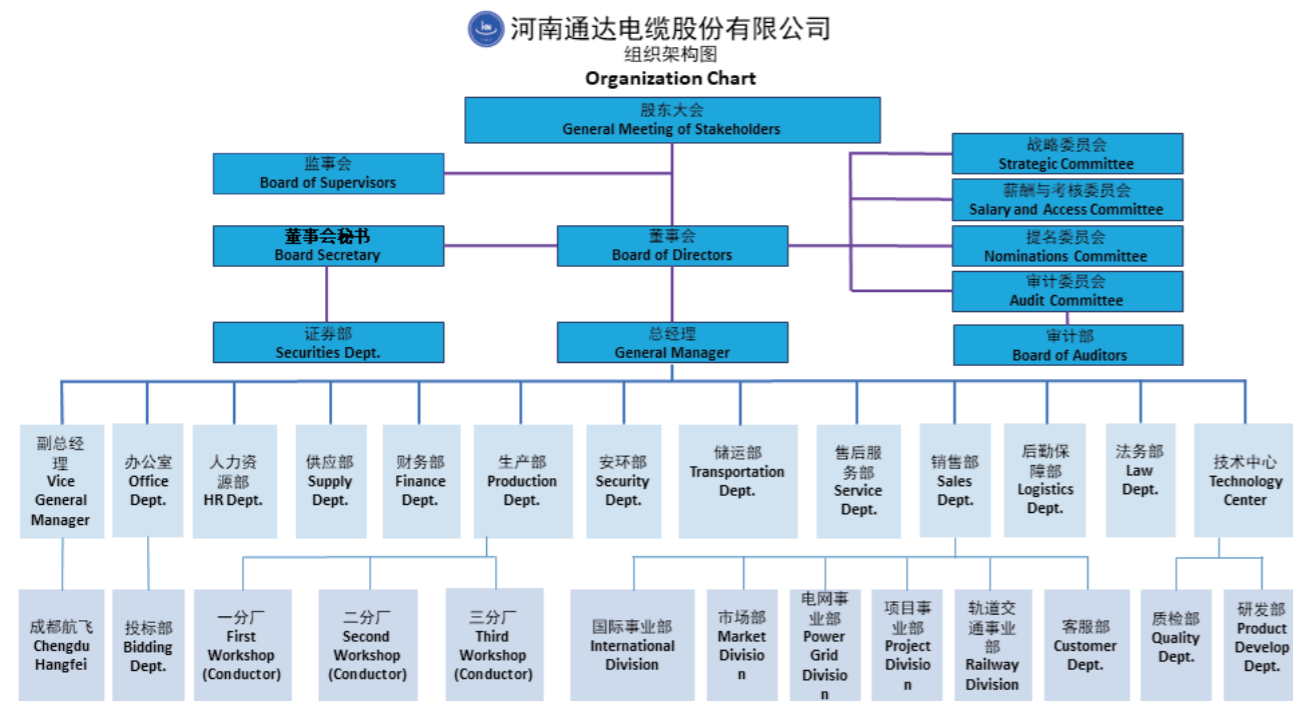 河南通达电缆股份有限公司
组织架构图
Organization Chart
股东大会
General Meeting of Stakeholders
监事会
Board of Supervisors
战略委员会
Strategic Committee
薪酬与考核委员会
Salary and Access Committee
董事会秘书
Board Secretary
董事会
Board of Directors
提名委员会
Nominations Committee
审计委员会
Audit Committee
证券部
Securities Dept.
总经理
General Manager
审计部
Board of Auditors
副总经
理
Vice
General
Manager
办公室
Office
Dept.
人力资
源部
HR Dept.
供应部
Supply
Dept.
财务部
Finance
Dept.
生产部
Production
Dept.
安环部
Security
Dept.
储运部
Transportation
Dept.
售后服
务部
Service
Dept.
销售部
Sales
Dept.
后勤保
障部
Logistics
Dept.
法务部
Law
Dept.
技术中心
Technology
Center
成都航飞
Chengdu
Hangfei
投标部
Bidding
Dept.
一分厂
First
Workshop
(Conductor)
二分厂
Second
Workshop
(Conductor)
三分厂
Third
Workshop
(Conductor)
国际事业部
International
Division
市场部
Market
Divisio
n
电网事
业部
Power
Grid
Divisio
n
项目事
业部
Project
Divisio
n
轨道交
通事业
部
Railway
Division
客服部
Customer
Dept.
质检部
Quality
Dept.
研发部
Product
Develop
Dept.